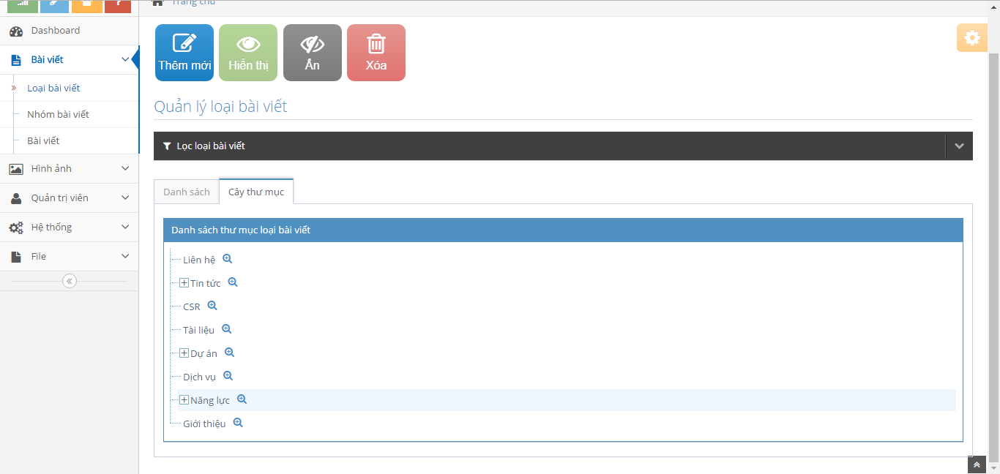 Trang chủ
Dashboard
Bài viết
Loại bài viết
Nhóm bài viết
Bài viết
Hình ảnh
Quản trị viên
Hệ thống
File
Thêm mới
Hiển thị
Ẩn
Xóa
Quản lý loại bài viết
Lọc loại bài viết
Danh sách
Cây thư mục
Danh sách thư mục loại bài viết
Liên hệ
Tin tức
CSR
Tài liệu
Dự án
Dịch vụ
Năng lực
Giới thiệu